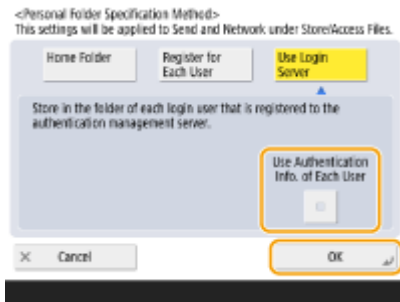 <Personal Folder Specification Method>
This settings will be applied to Send and Network under Store/Access Files.
Home Folder
Register for
Each User
Use Login
Server
Store in the folder of each login user that is registered to the
authentication management server.
Use Authentication
Info. of Each User
Cancel
OK